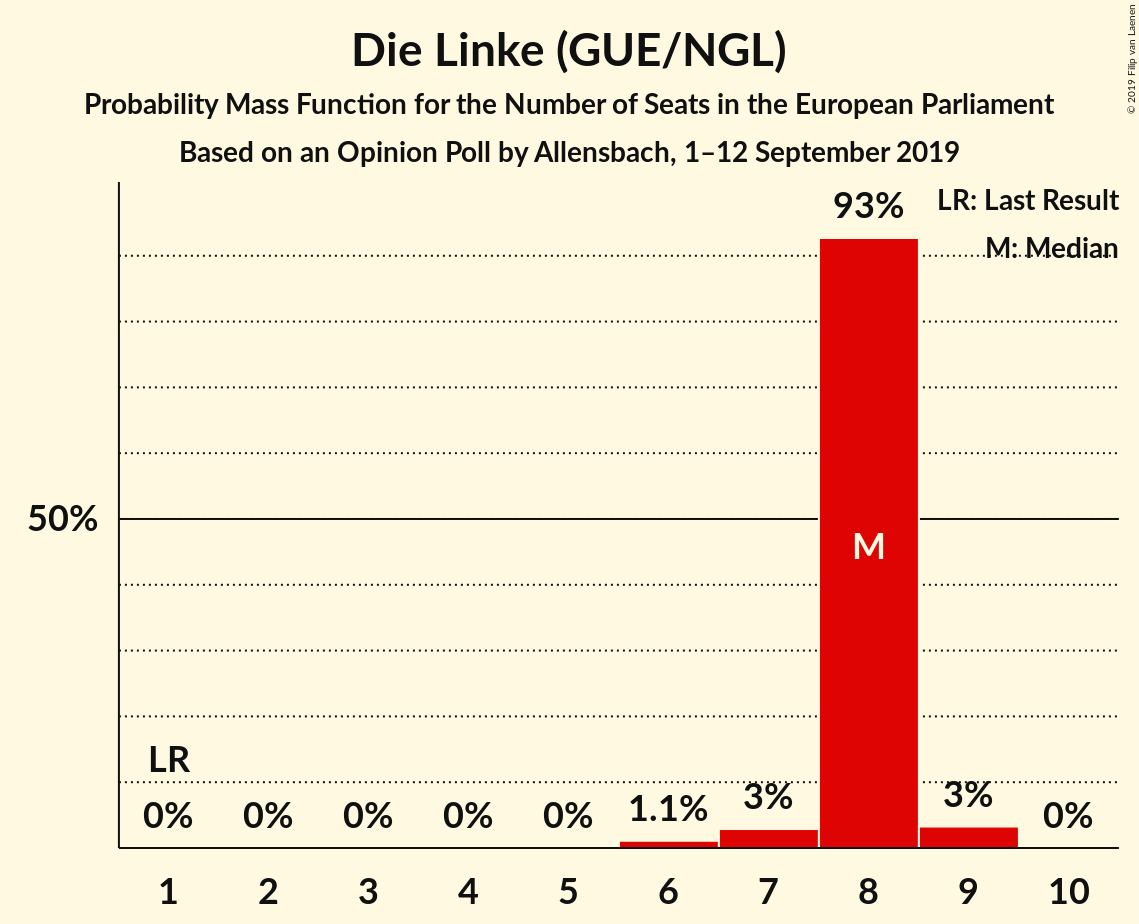 Die Linke (GUE/NGL)
Probability Mass Function for the Number of Seats in the European Parliament
Based on an Opinion Poll by Allensbach, 1–12 September 2019
© 2019 Filip van Laenen
LR: Last Result
M: Median
93%
50%
M
LR
0%
0%
0%
0%
0%
1.1%
3%
3%
0%
1 2 3 4 5 6 7 8 9 10